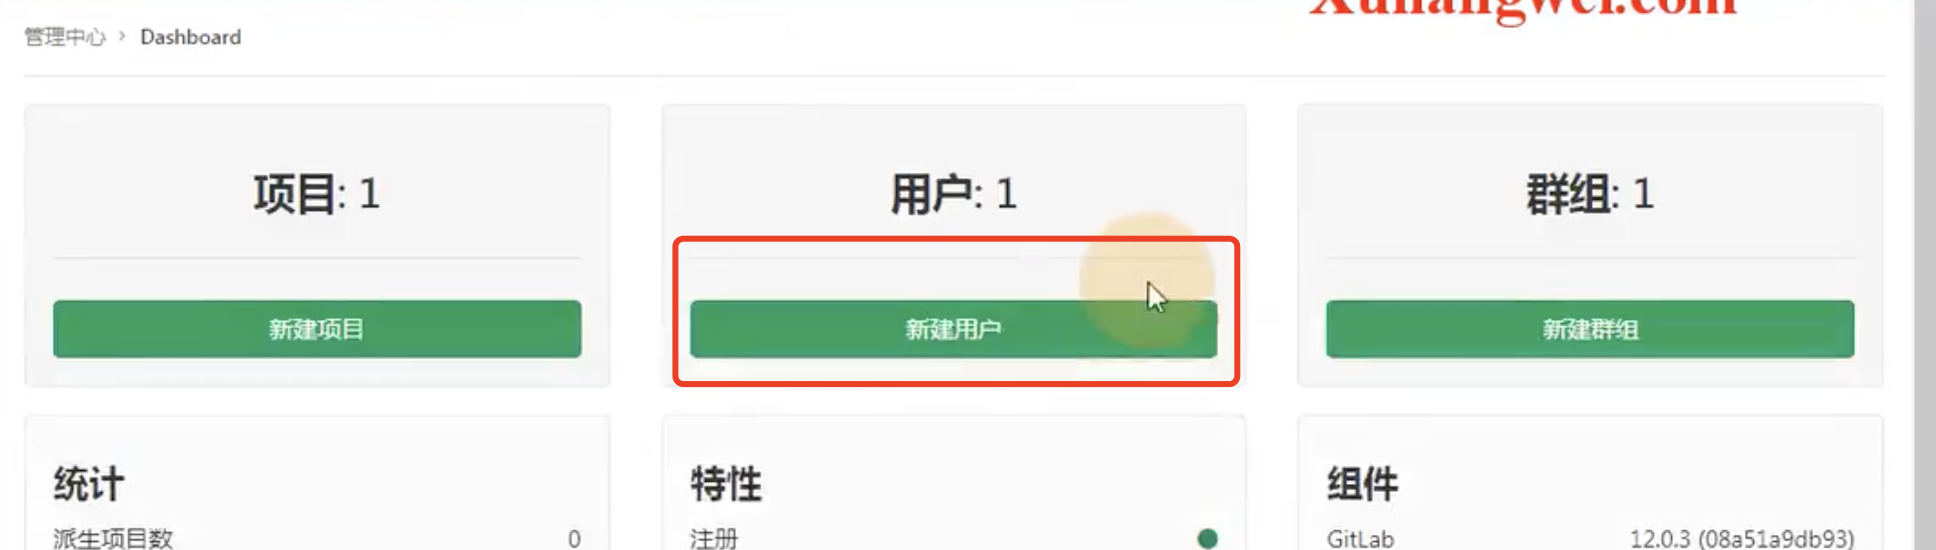 Xuliangwei.com
管理中心 > Dashboard
项目: 1
用户: 1
群组: 1
新建项目
新建用户
新建群组
统计
特性
组件
派生项目数 0
注册
GitLab 12.0.3 (08a51a9db93)